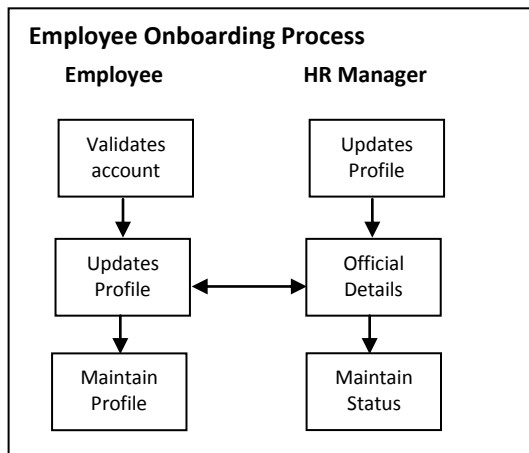 Employee Onboarding Process
Employee
HR Manager
Validates
account
Updates
Profile
Updates
Profile
Official
Details
Maintain
Profile
Maintain
Status